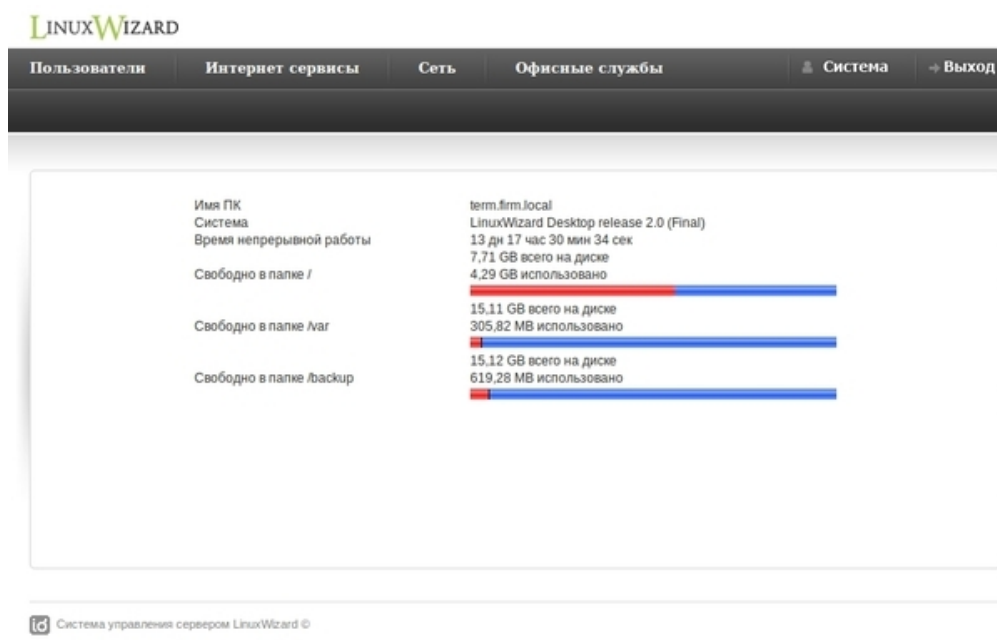 LINUXWIZARD
Пользователи Интернет сервисы Сеть Офисные службы Система Выход
Имя ПК term.firm.local
Система LinuxWizard Desktop release 2.0 (Final)
Время непрерывной работы 13 дн 17 час 30 мин 34 сек
7,71 GB всего на диске
Свободно в папке / 4,29 GB использовано
15,11 GB всего на диске
Свободно в папке /var 305,82 MB использовано
15,12 GB всего на диске
Свободно в папке /backup 619,28 MB использовано
id Система управления сервером LinuxWizard ©